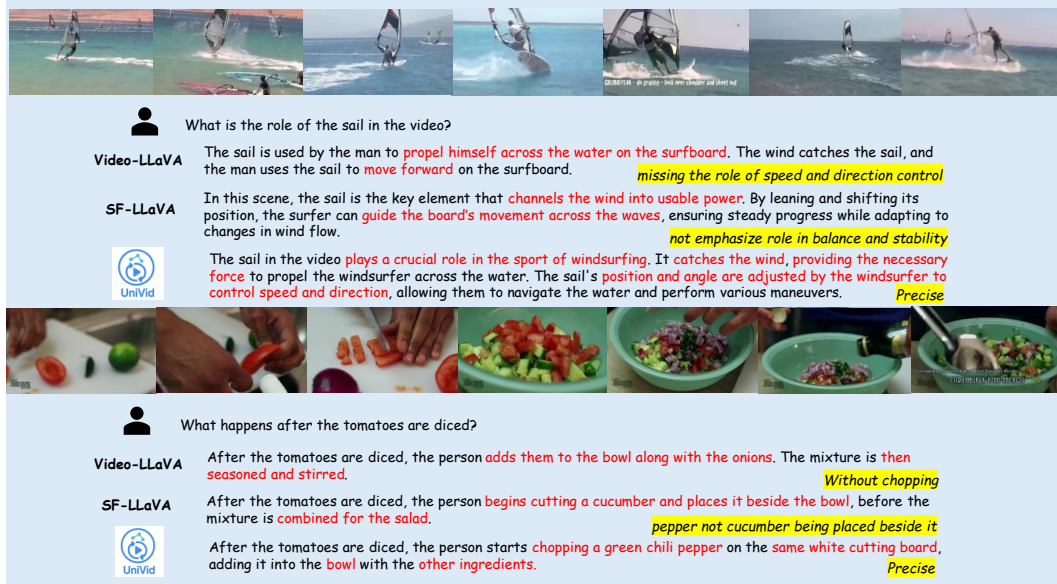 CHUBBYS48 - go grabby - look over shoulder and sheet out
What is the role of the sail in the video?
Video-LLaVA
The sail is used by the man to propel himself across the water on the surfboard. The wind catches the sail, and
the man uses the sail to move forward on the surfboard.
missing the role of speed and direction control
SF-LLaVA
In this scene, the sail is the key element that channels the wind into usable power. By leaning and shifting its
position, the surfer can guide the board's movement across the waves, ensuring steady progress while adapting to
changes in wind flow.
not emphasize role in balance and stability
UniVid
The sail in the video plays a crucial role in the sport of windsurfing. It catches the wind, providing the necessary
force to propel the windsurfer across the water. The sail's position and angle are adjusted by the windsurfer to
control speed and direction, allowing them to navigate the water and perform various maneuvers.
Precise
What happens after the tomatoes are diced?
Video-LLaVA
After the tomatoes are diced, the person adds them to the bowl along with the onions. The mixture is then
seasoned and stirred.
Without chopping
SF-LLaVA
After the tomatoes are diced, the person begins cutting a cucumber and places it beside the bowl, before the
mixture is combined for the salad.
pepper not cucumber being placed beside it
UniVid
After the tomatoes are diced, the person starts chopping a green chili pepper on the same white cutting board,
adding it into the bowl with the other ingredients.
Precise